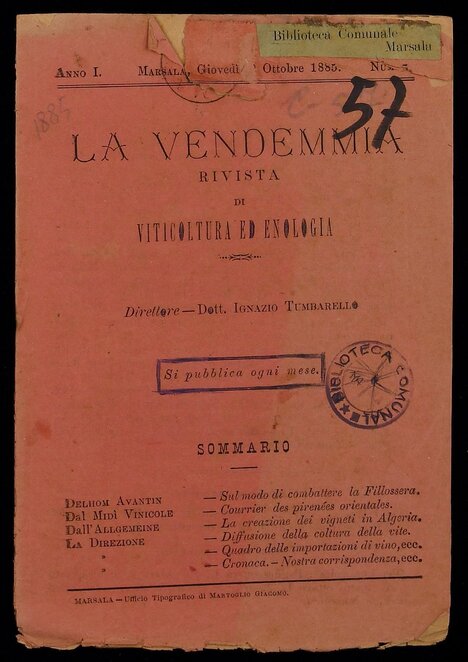 Biblioteca Comunale
Marsala
ANNO I. MARSALA, Giovedì Ottobre 1885. NUM.
57
1885
LA VENDEMMIA
RIVISTA
DI
VITICOLTURA ED ENOLOGIA
Direttore — Dott. IGNAZIO TUMBARELLO
Si pubblica ogni mese.
BIBLIOTECA COMUNALE
SOMMARIO
DELHOM AVANTIN — Sul modo di combattere la Fillossera.
Dal MIDÌ VINICOLE — Courrier des pirenées orientales.
Dall'ALLGEMEINE — La creazione dei vigneti in Algeria.
LA DIREZIONE — Diffusione della coltura della vite.
» — Quadro delle importazioni di vino, ecc.
» — Cronaca. — Nostra corrispondenza, ecc.
MARSALA — Ufficio Tipografico di MARTOGLIO GIACOMO.